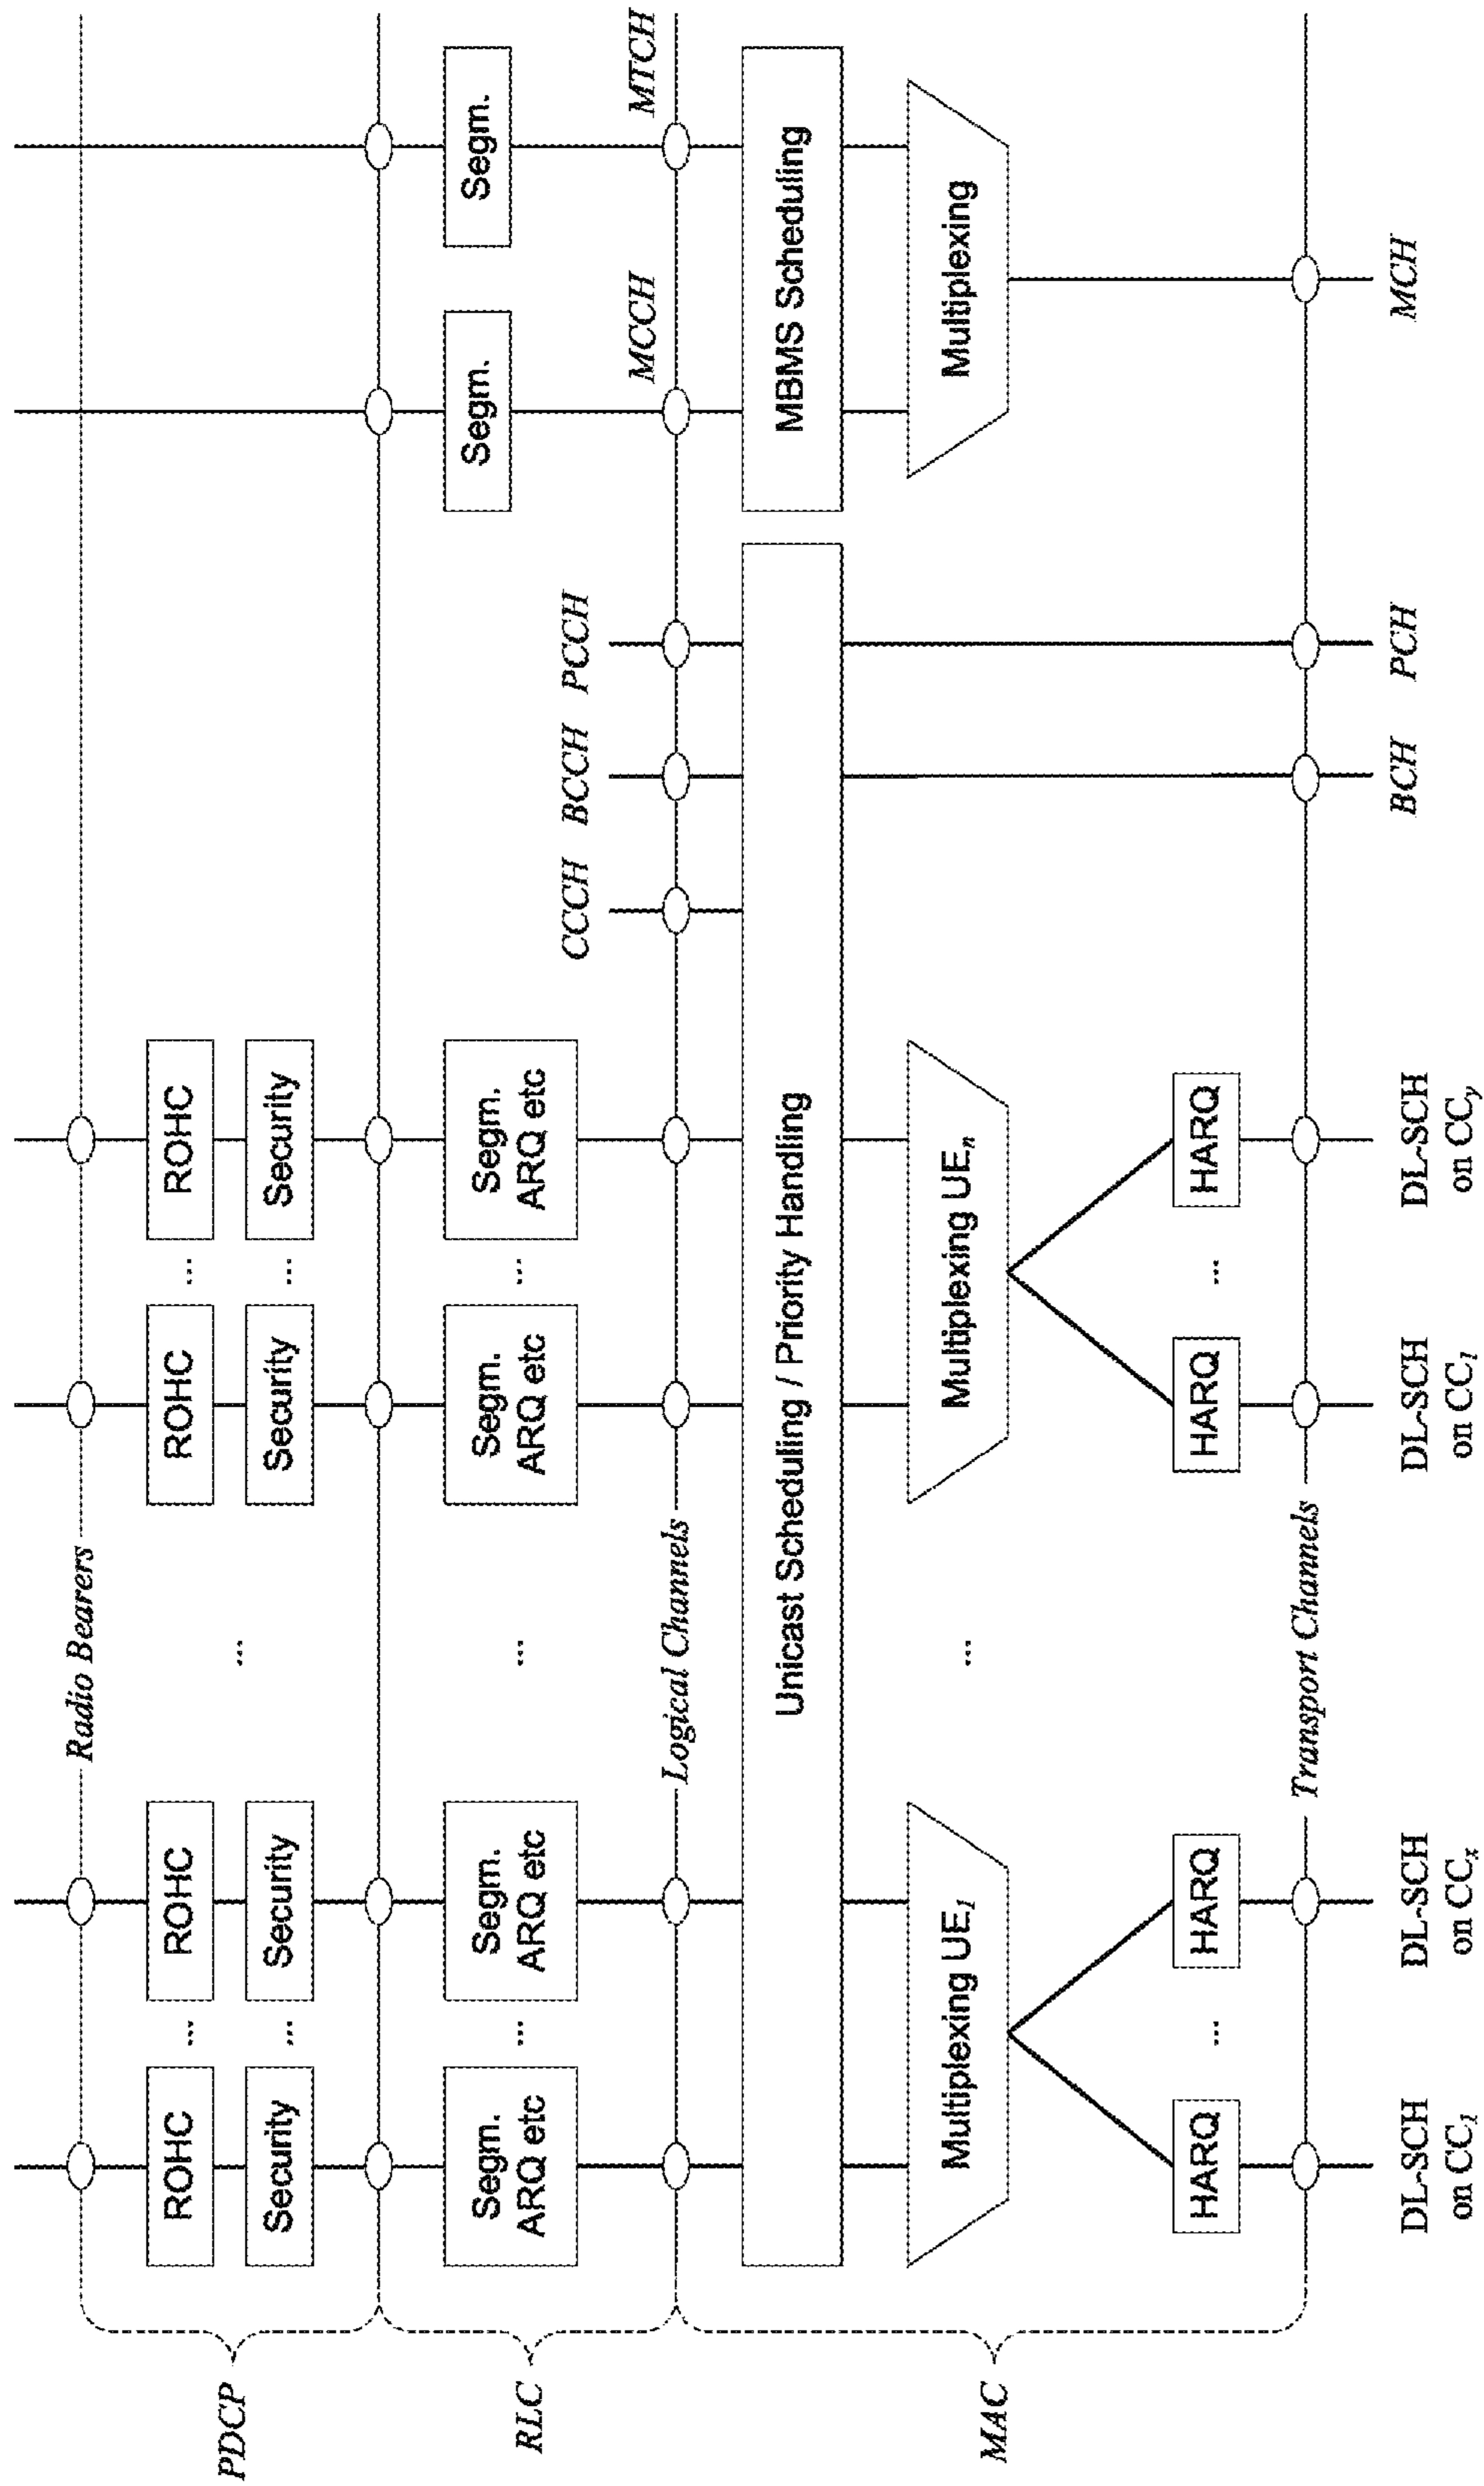 Radio Bearers
PDCP
ROHC
...
ROHC
ROHC
...
ROHC
...
Security
...
Security
Security
...
Security
RLC
Segm.
ARQ etc
...
Segm.
ARQ etc
...
Segm.
ARQ etc
...
Segm.
ARQ etc
Segm.
Segm.
CCCH
BCCH
PCCH
MCCH
MTCH
Logical Channels
MAC
Unicast Scheduling / Priority Handling
MBMS Scheduling
Multiplexing UE1
...
Multiplexing UEn
Multiplexing
HARQ
...
HARQ
HARQ
...
HARQ
Transport Channels
DL-SCH
on CC1
DL-SCH
on CCx
DL-SCH
on CC1
DL-SCH
on CCy
BCH
PCH
MCH